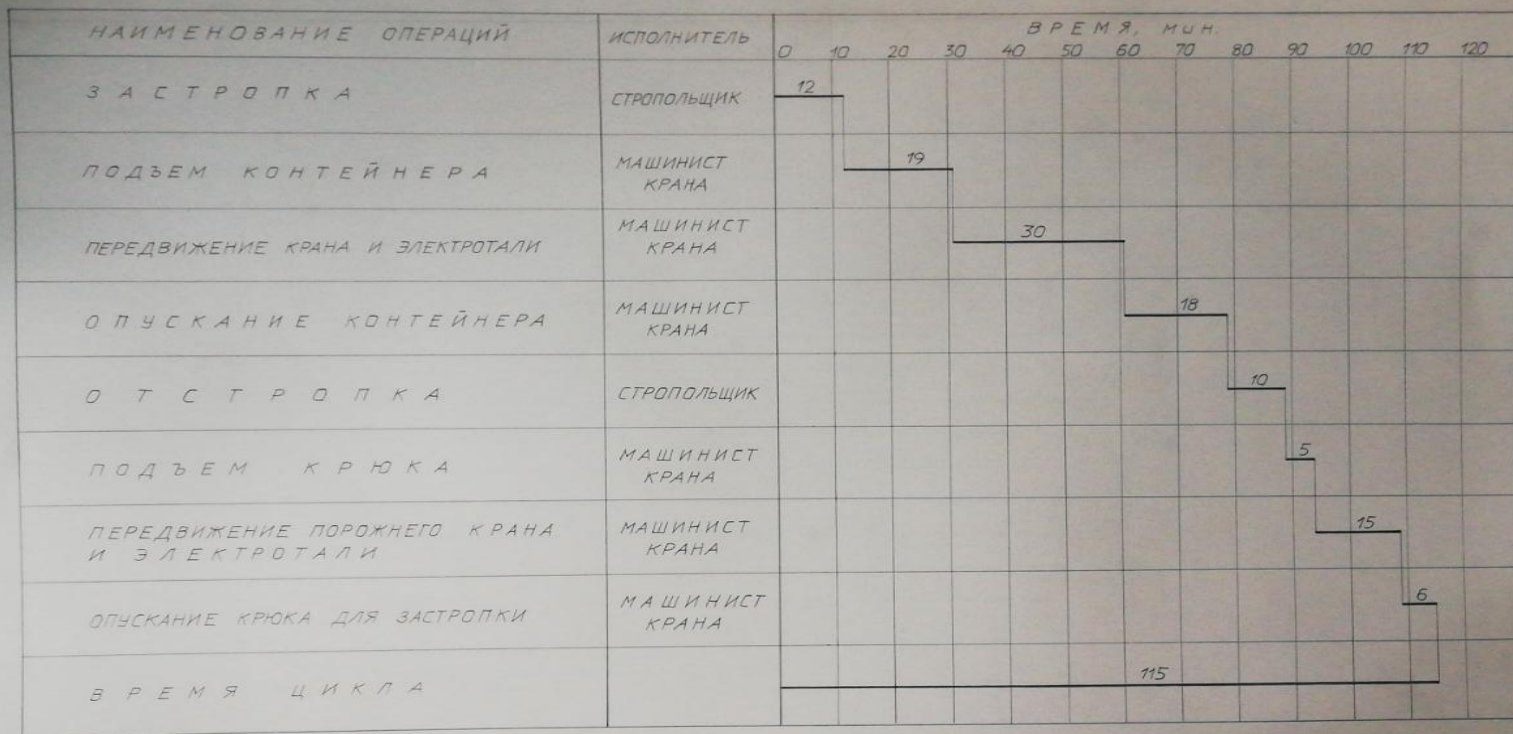 НАИМЕНОВАНИЕ ОПЕРАЦИЙ
ИСПОЛНИТЕЛЬ
ВРЕМЯ, мин.
0 10 20 30 40 50 60 70 80 90 100 110 120
ЗАСТРОПКА
СТРОПОЛЬЩИК
12
ПОДЪЕМ КОНТЕЙНЕРА
МАШИНИСТ
КРАНА
19
ПЕРЕДВИЖЕНИЕ КРАНА И ЭЛЕКТРОТАЛИ
МАШИНИСТ
КРАНА
30
ОПУСКАНИЕ КОНТЕЙНЕРА
МАШИНИСТ
КРАНА
18
ОТСТРОПКА
СТРОПОЛЬЩИК
10
ПОДЪЕМ КРЮКА
МАШИНИСТ
КРАНА
5
ПЕРЕДВИЖЕНИЕ ПОРОЖНЕГО КРАНА
И ЭЛЕКТРОТАЛИ
МАШИНИСТ
КРАНА
15
ОПУСКАНИЕ КРЮКА ДЛЯ ЗАСТРОПКИ
МАШИНИСТ
КРАНА
6
ВРЕМЯ ЦИКЛА
115